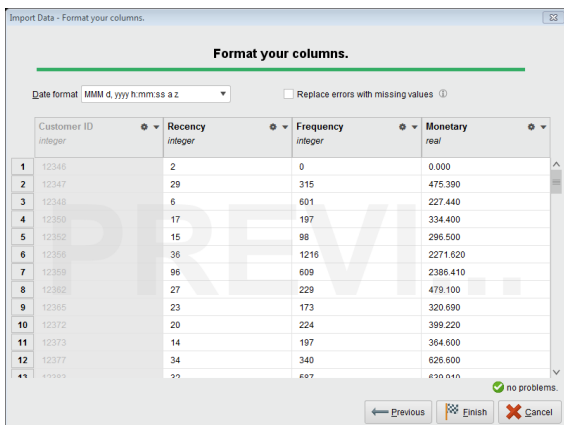 Import Data - Format your columns.
Format your columns.
Date format MMM d, yyyy h:mm:ss a z Replace errors with missing values
Customer ID Recency Frequency Monetary
integer integer integer real
1 12346 2 0 0.000
2 12347 29 315 475.390
3 12348 6 601 227.440
4 12350 17 197 334.400
5 12352 15 98 296.500
6 12356 36 1216 2271.620
7 12359 96 609 2386.410
8 12362 27 229 479.100
9 12365 23 173 320.690
10 12372 20 224 399.220
11 12373 14 197 364.600
12 12377 34 340 626.600
13 32 587 639.910
PREVI...
no problems.
Previous Finish Cancel